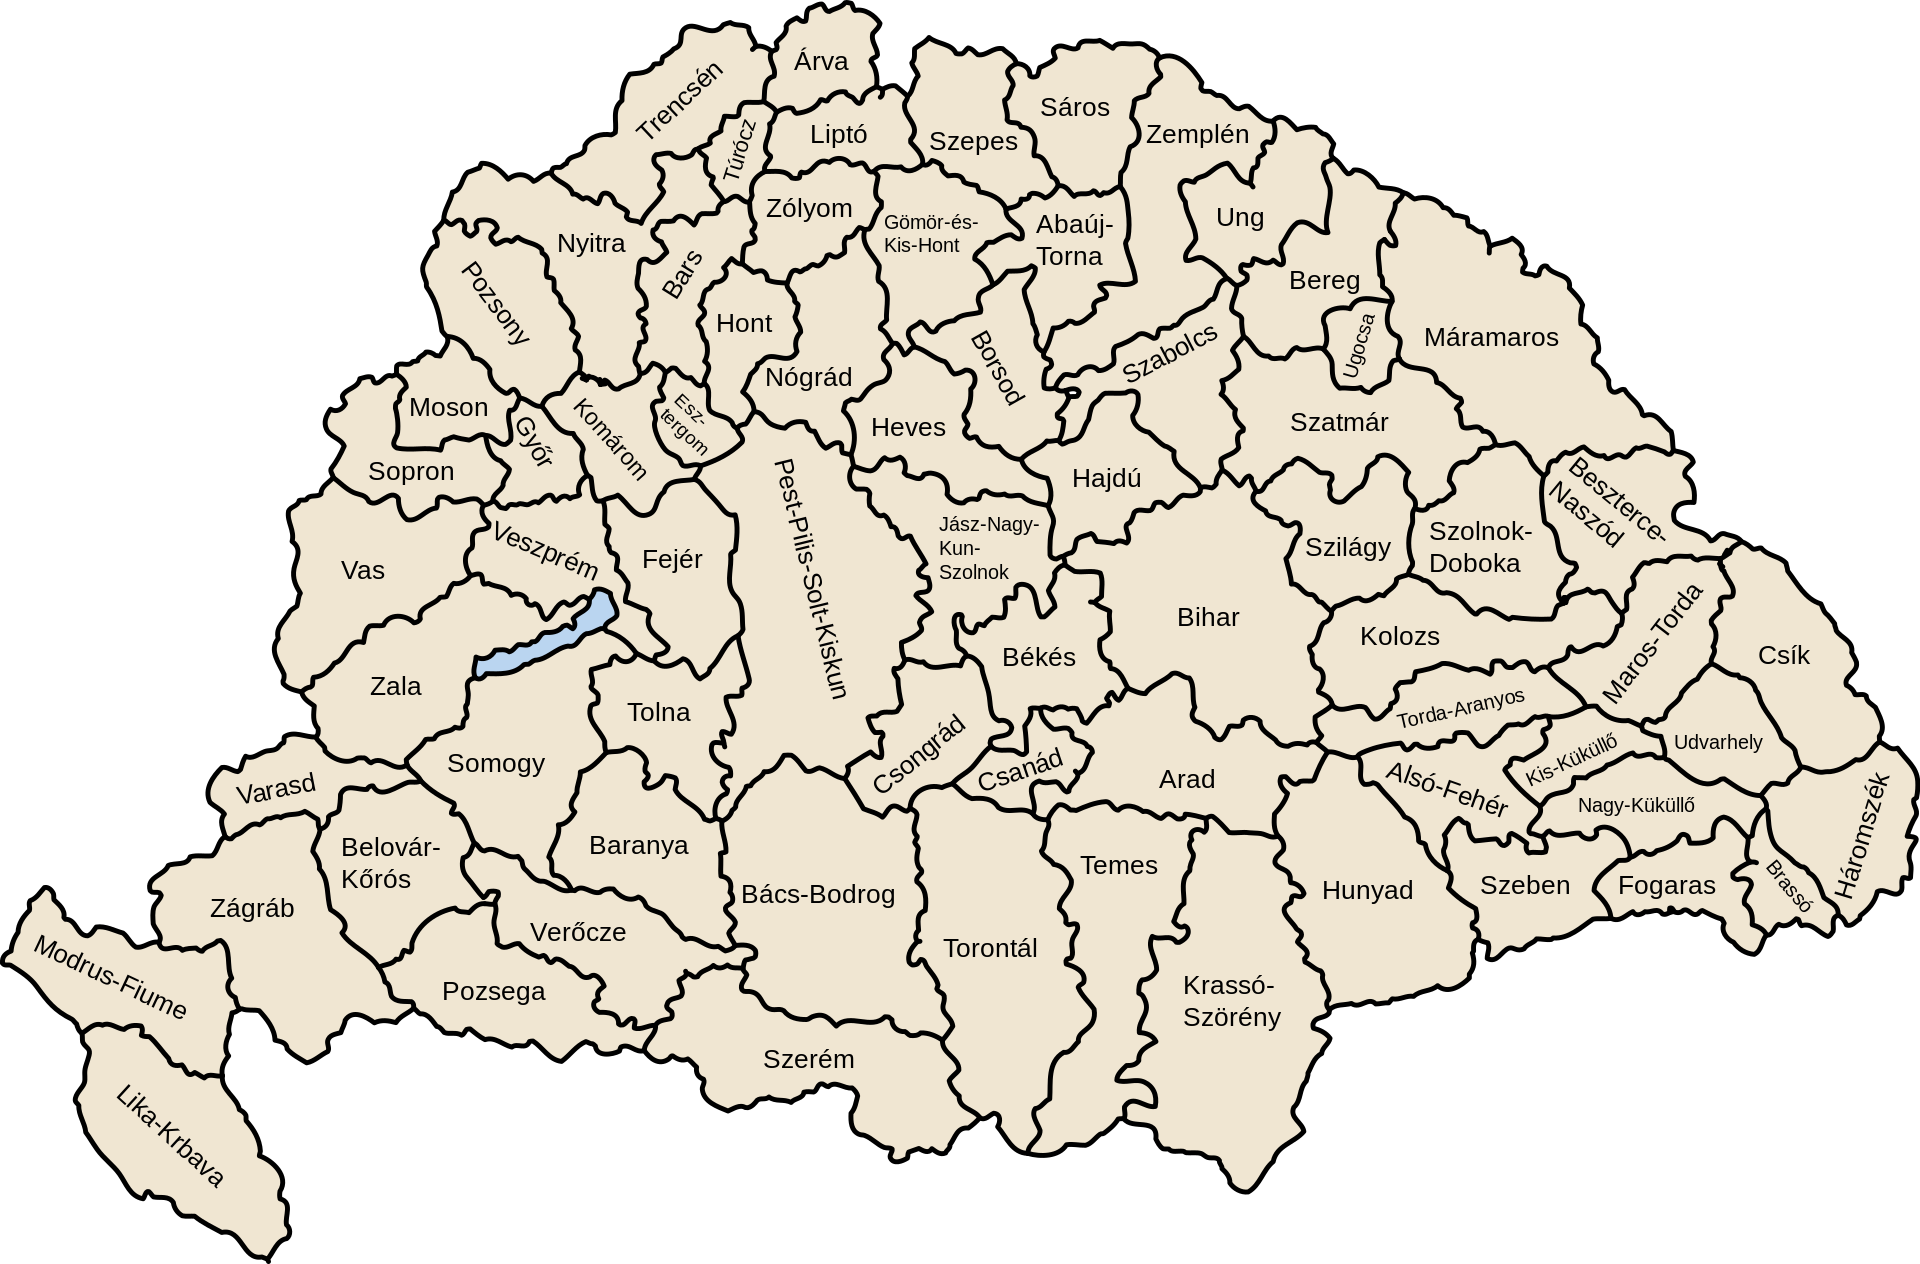 Árva
Trencsén
Sáros
Liptó
Zemplén
Szepes
Túrócz
Zólyom
Ung
Gömör-és-
Kis-Hont
Abaúj-
Torna
Nyitra
Bars
Bereg
Pozsony
Hont
Máramaros
Ugocsa
Szabolcs
Borsod
Nógrád
Moson
Esz-
tergom
Szatmár
Heves
Győr
Komárom
Sopron
Hajdú
Besztercze-
Naszód
Jász-Nagy-
Kun-
Szolnok
Szolnok-
Doboka
Szilágy
Veszprém
Fejér
Vas
Pest-Pilis-Solt-Kiskun
Bihar
Kolozs
Maros-Torda
Békés
Csík
Zala
Tolna
Torda-Aranyos
Csongrád
Udvarhely
Kis-Küküllő
Somogy
Csanád
Arad
Alsó-Fehér
Varasd
Nagy-Küküllő
Háromszék
Baranya
Belovár-
Kőrós
Temes
Bács-Bodrog
Hunyad
Szeben
Fogaras
Brassó
Zágráb
Verőcze
Torontál
Modrus-Fiume
Pozsega
Krassó-
Szörény
Szerém
Lika-Krbava